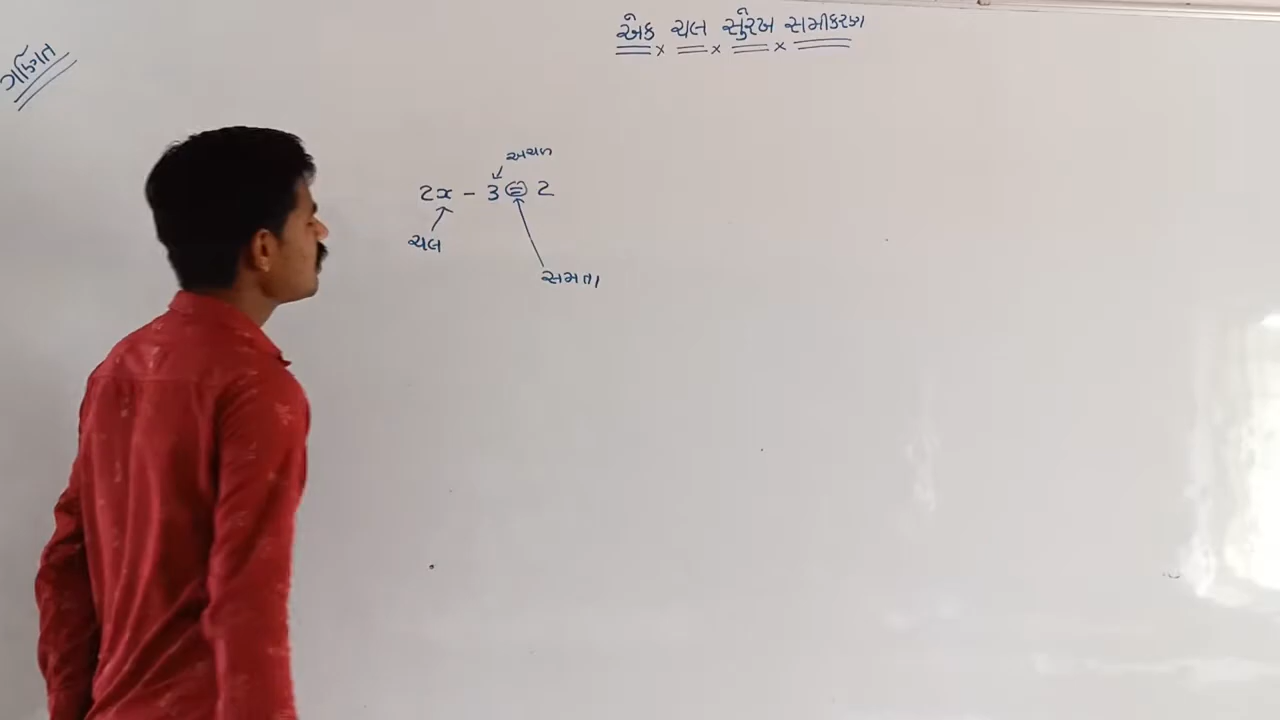 એક ચલ સુરેખ સમીકરણ
ગણિત
અચળ
2x - 3 = 2
ચલ
સમતા